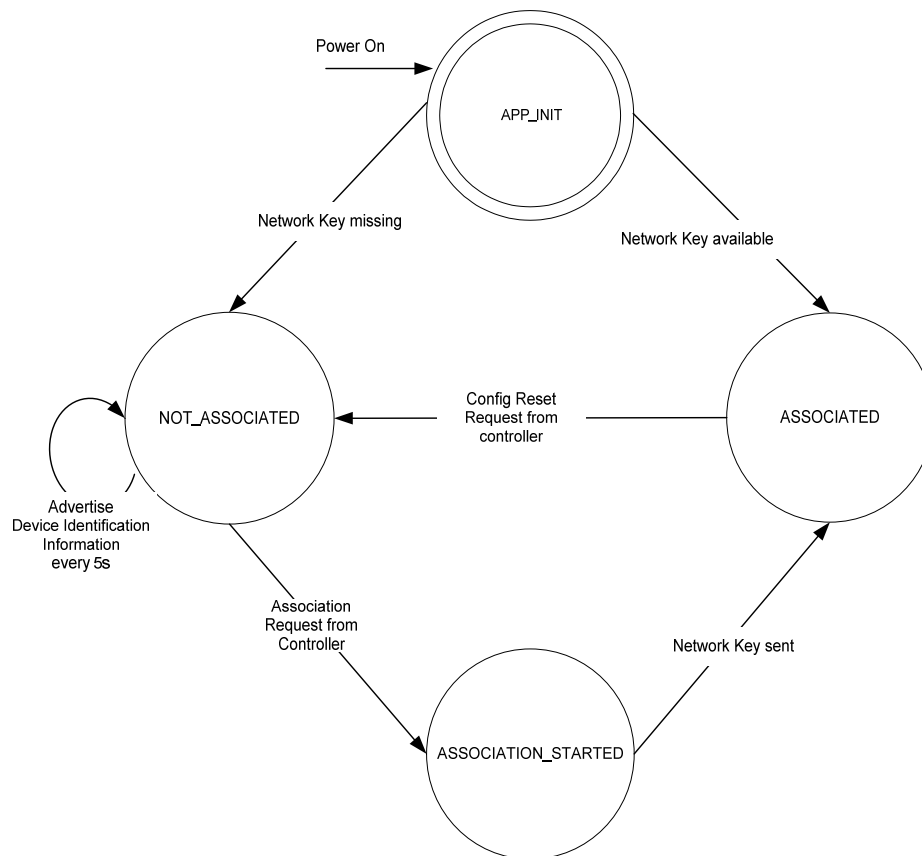 Power On
APP_INIT
Network Key missing
Network Key available
NOT_ASSOCIATED
Config Reset
Request from
controller
ASSOCIATED
Advertise
Device Identification
Information
every 5s
Association
Request from
Controller
Network Key sent
ASSOCIATION_STARTED